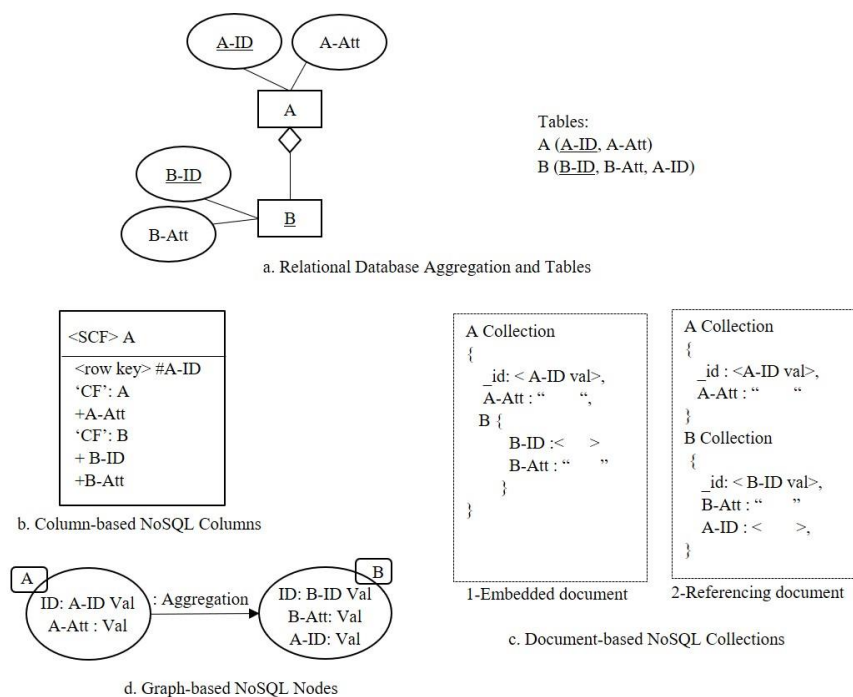 A-ID
A-Att
A
B-ID
B-Att
B
Tables:
A (A-ID, A-Att)
B (B-ID, B-Att, A-ID)
a. Relational Database Aggregation and Tables
<SCF> A
<row key> #A-ID
‘CF’: A
+A-Att
‘CF’: B
+ B-ID
+B-Att
b. Column-based NoSQL Columns
A Collection
{
_id: < A-ID val>,
A-Att : “ “,
B {
B-ID :< >
B-Att : “ ”
}
}
1-Embedded document
A Collection
{
_id : <A-ID val>,
A-Att : “ “
}
B Collection
{
_id: < B-ID val>,
B-Att : “ ”
A-ID : < >,
}
2-Referencing document
c. Document-based NoSQL Collections
A
ID: A-ID Val
A-Att : Val
: Aggregation
B
ID: B-ID Val
B-Att: Val
A-ID: Val
d. Graph-based NoSQL Nodes